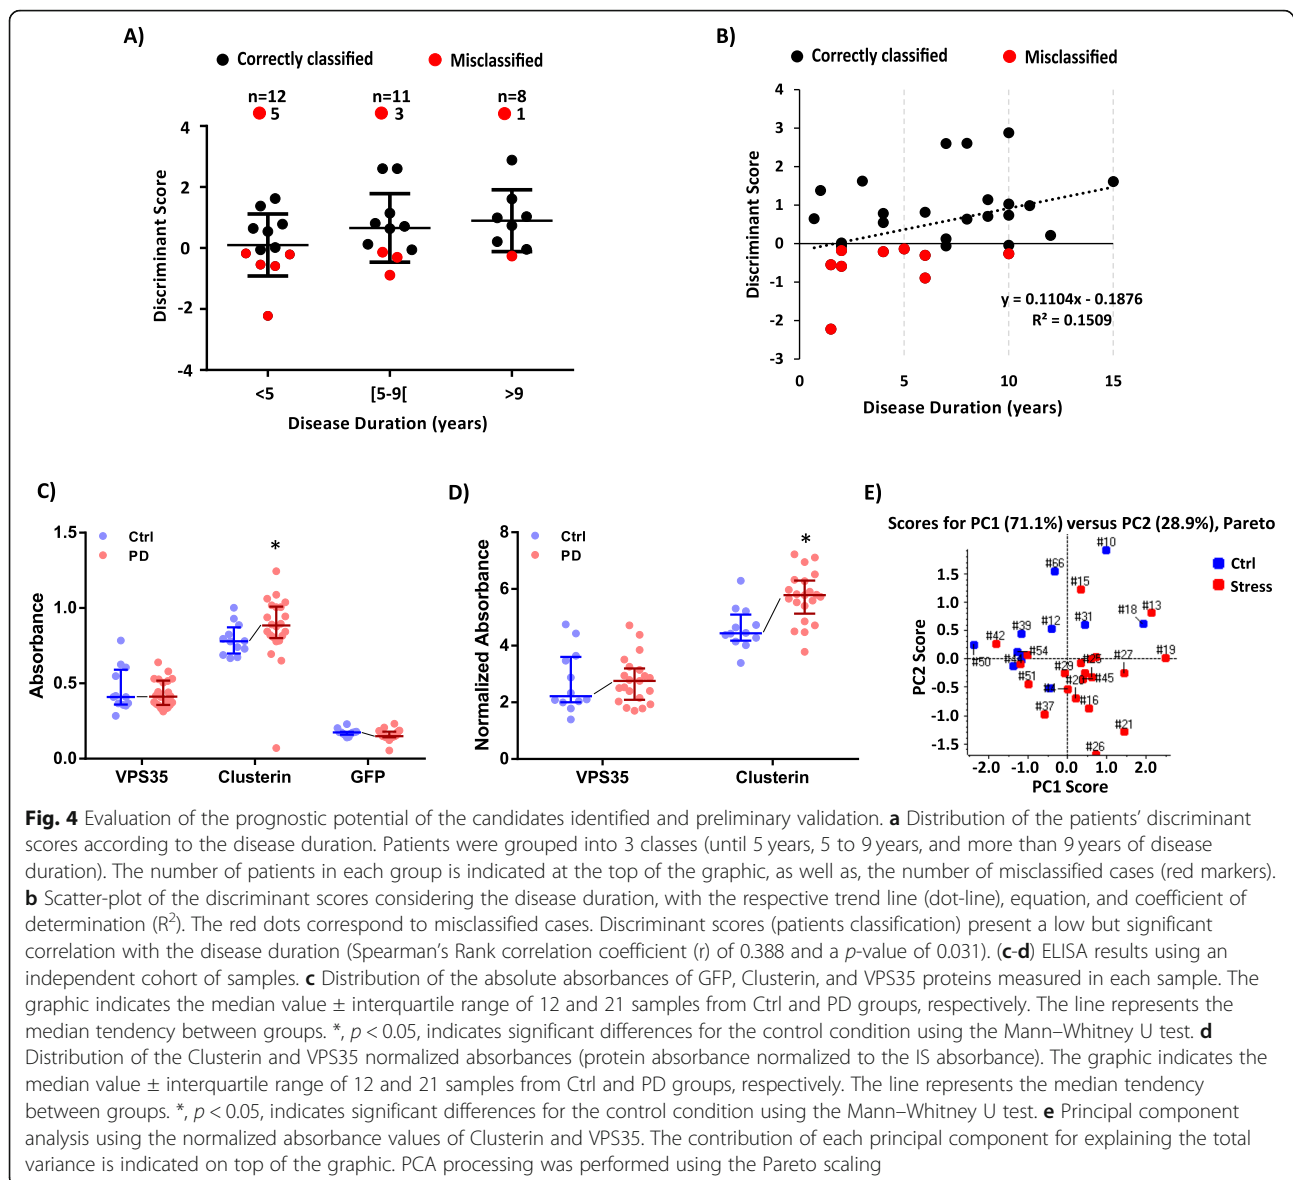 A)
Correctly classified
Misclassified
n=12
n=11
n=8
5
3
1
4
2
0
-2
-4
Discriminant Score
<5
[5-9[
>9
Disease Duration (years)
B)
Correctly classified
Misclassified
4
3
2
1
0
-1
-2
-3
Discriminant Score
y = 0.1104x - 0.1876
R² = 0.1509
0
5
10
15
Disease Duration (years)
C)
Ctrl
PD
*
1.5
1.0
0.5
0.0
Absorbance
VPS35
Clusterin
GFP
D)
Ctrl
PD
*
8
6
4
2
0
Normalized Absorbance
VPS35
Clusterin
E)
Scores for PC1 (71.1%) versus PC2 (28.9%), Pareto
Ctrl
Stress
#10
#66
#15
#18
#13
#12
#31
#39
#42
#54
#50
#29
#27
#19
#51
#45
#16
#37
#21
#26
1.5
1.0
0.5
0.0
-0.5
-1.0
-1.5
PC2 Score
-2.0
-1.0
0.0
1.0
2.0
PC1 Score
Fig. 4 Evaluation of the prognostic potential of the candidates identified and preliminary validation. a Distribution of the patients’ discriminant
scores according to the disease duration. Patients were grouped into 3 classes (until 5 years, 5 to 9 years, and more than 9 years of disease
duration). The number of patients in each group is indicated at the top of the graphic, as well as, the number of misclassified cases (red markers).
b Scatter-plot of the discriminant scores considering the disease duration, with the respective trend line (dot-line), equation, and coefficient of
determination (R²). The red dots correspond to misclassified cases. Discriminant scores (patients classification) present a low but significant
correlation with the disease duration (Spearman’s Rank correlation coefficient (r) of 0.388 and a p-value of 0.031). (c-d) ELISA results using an
independent cohort of samples. c Distribution of the absolute absorbances of GFP, Clusterin, and VPS35 proteins measured in each sample. The
graphic indicates the median value ± interquartile range of 12 and 21 samples from Ctrl and PD groups, respectively. The line represents the
median tendency between groups. *, p < 0.05, indicates significant differences for the control condition using the Mann–Whitney U test. d
Distribution of the Clusterin and VPS35 normalized absorbances (protein absorbance normalized to the IS absorbance). The graphic indicates the
median value ± interquartile range of 12 and 21 samples from Ctrl and PD groups, respectively. The line represents the median tendency
between groups. *, p < 0.05, indicates significant differences for the control condition using the Mann–Whitney U test. e Principal component
analysis using the normalized absorbance values of Clusterin and VPS35. The contribution of each principal component for explaining the total
variance is indicated on top of the graphic. PCA processing was performed using the Pareto scaling